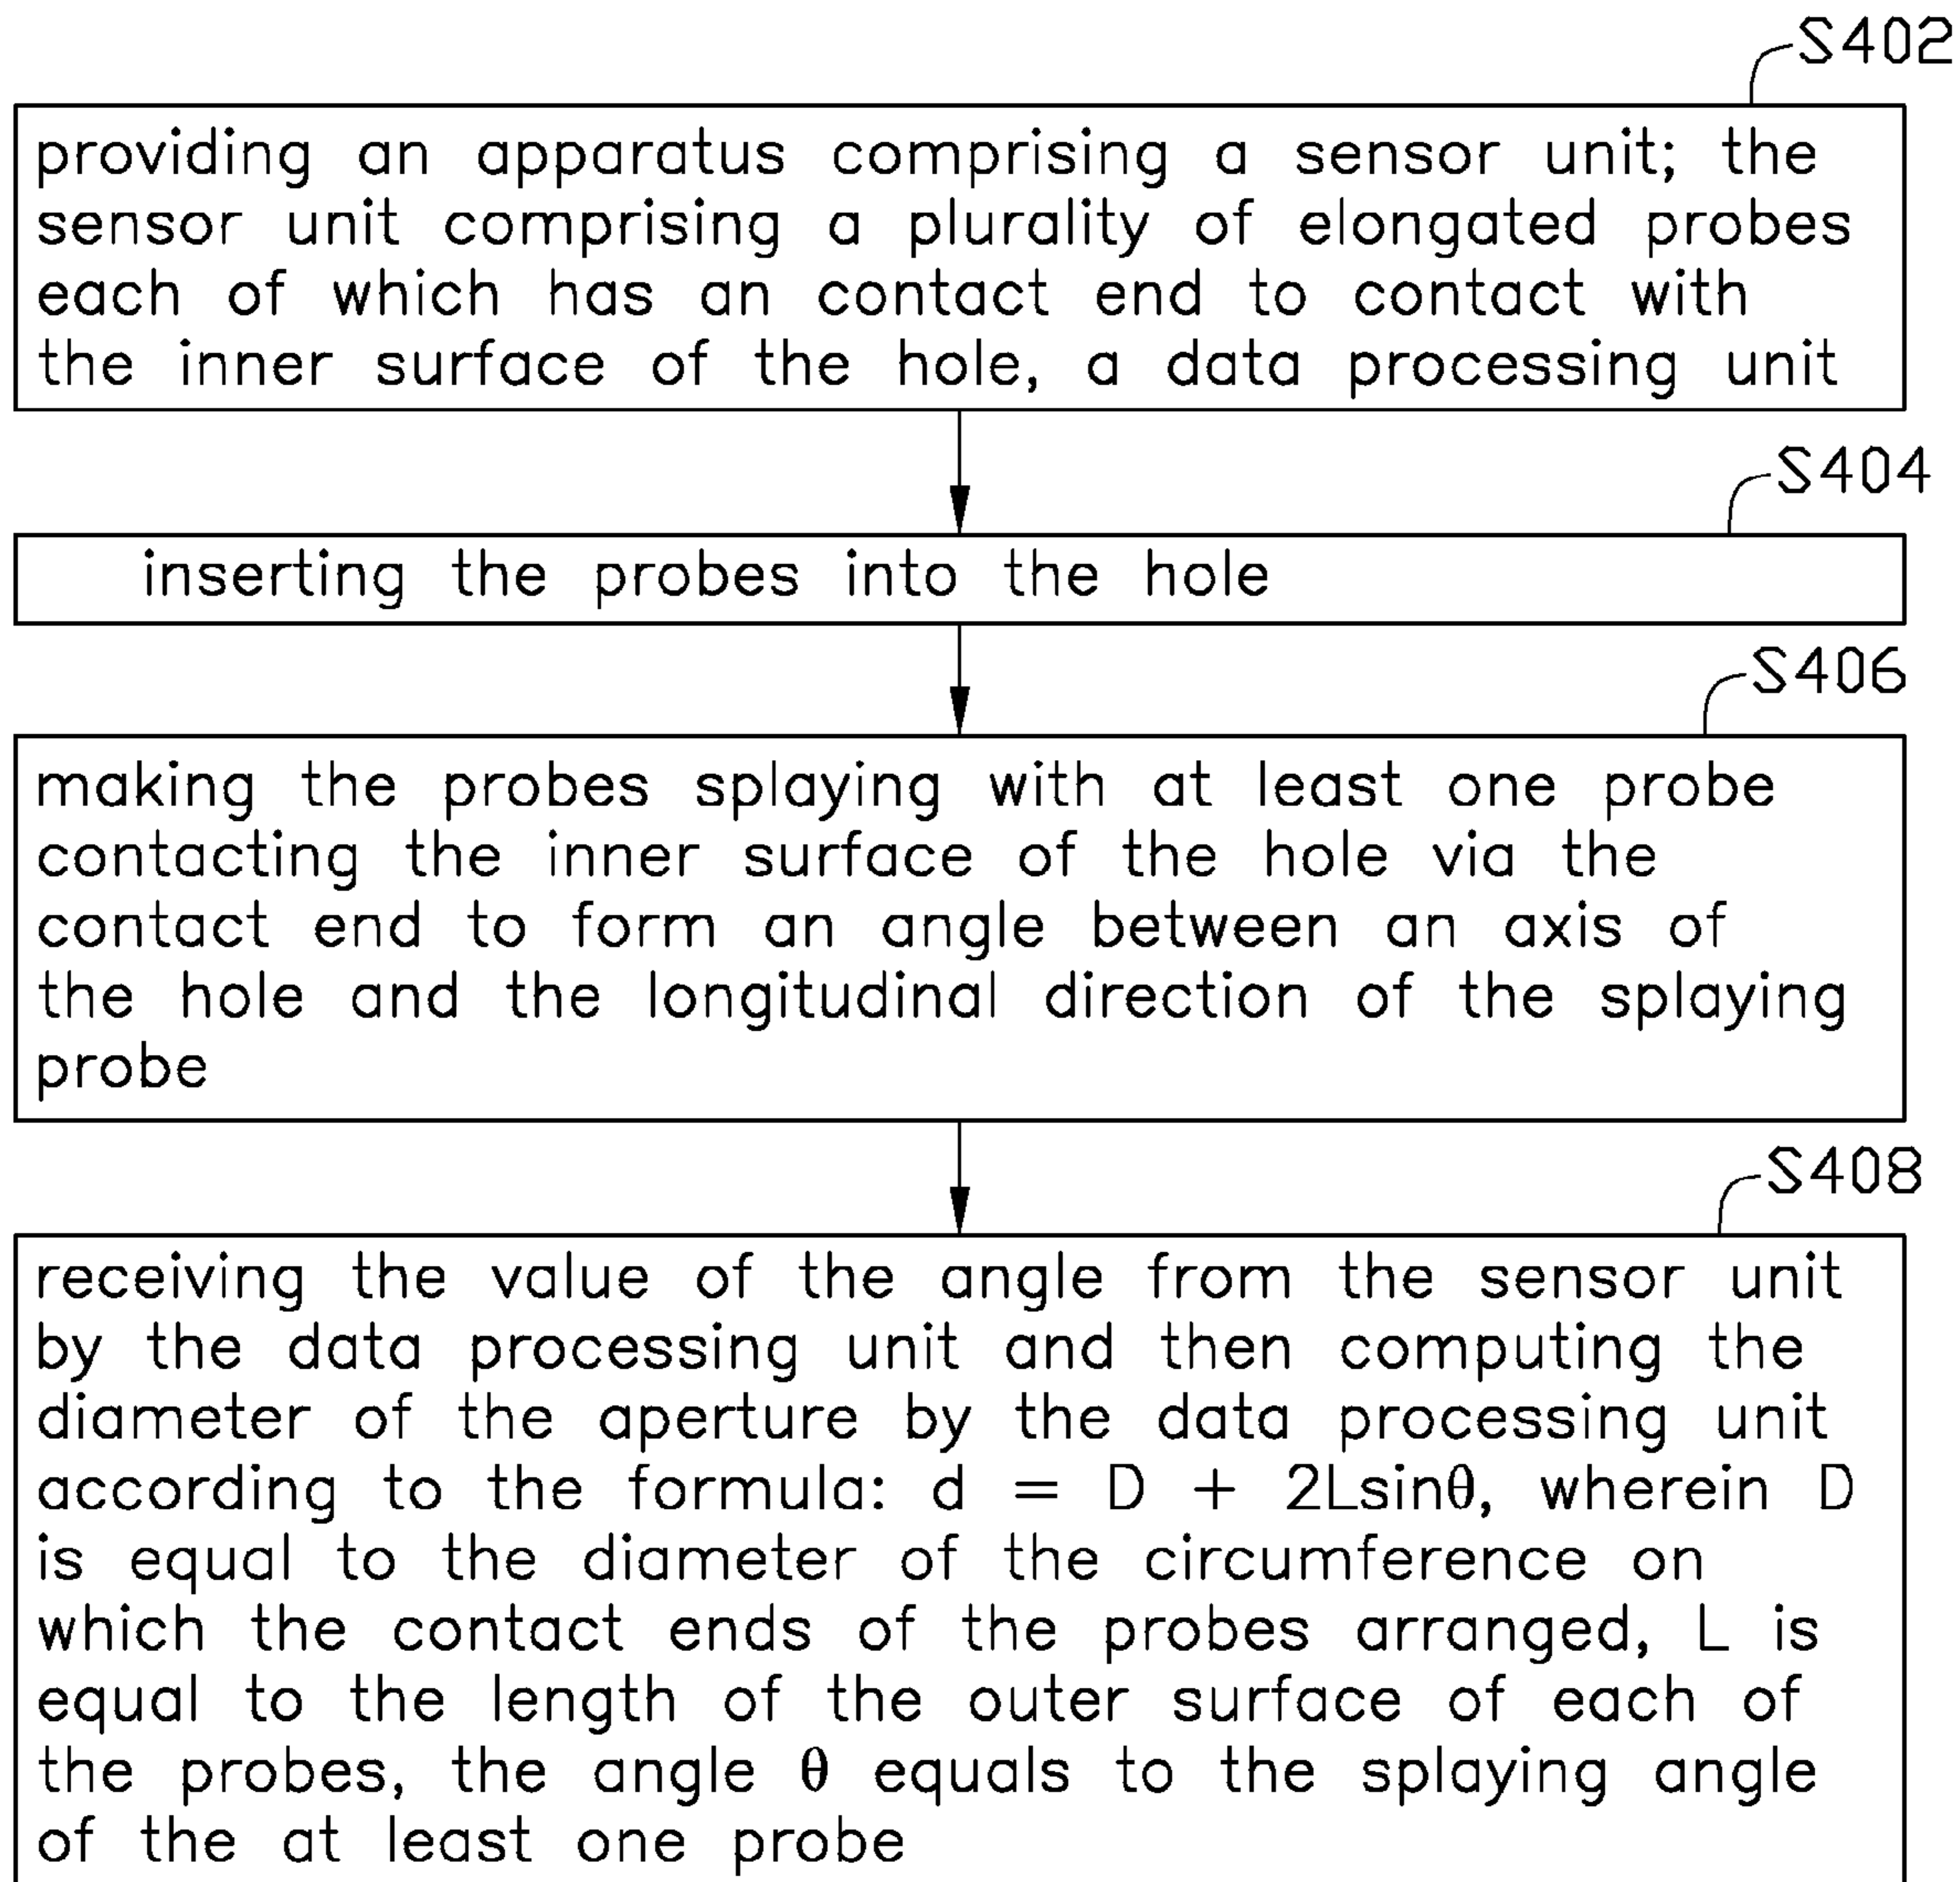 S402
providing an apparatus comprising a sensor unit; the
sensor unit comprising a plurality of elongated probes
each of which has an contact end to contact with
the inner surface of the hole, a data processing unit
S404
inserting the probes into the hole
S406
making the probes splaying with at least one probe
contacting the inner surface of the hole via the
contact end to form an angle between an axis of
the hole and the longitudinal direction of the splaying
probe
S408
receiving the value of the angle from the sensor unit
by the data processing unit and then computing the
diameter of the aperture by the data processing unit
according to the formula: d = D + 2Lsinθ, wherein D
is equal to the diameter of the circumference on
which the contact ends of the probes arranged, L is
equal to the length of the outer surface of each of
the probes, the angle θ equals to the splaying angle
of the at least one probe